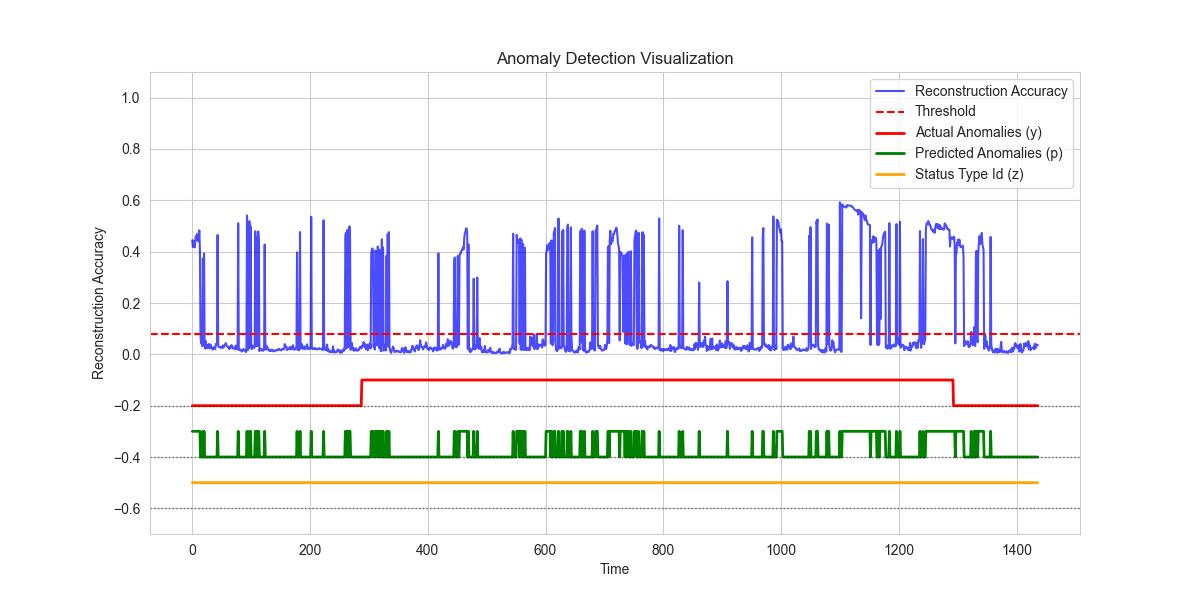 Anomaly Detection Visualization
Reconstruction Accuracy
Threshold
Actual Anomalies (y)
Predicted Anomalies (p)
Status Type Id (z)
Reconstruction Accuracy
1.0
0.8
0.6
0.4
0.2
0.0
−0.2
−0.4
−0.6
0 200 400 600 800 1000 1200 1400
Time